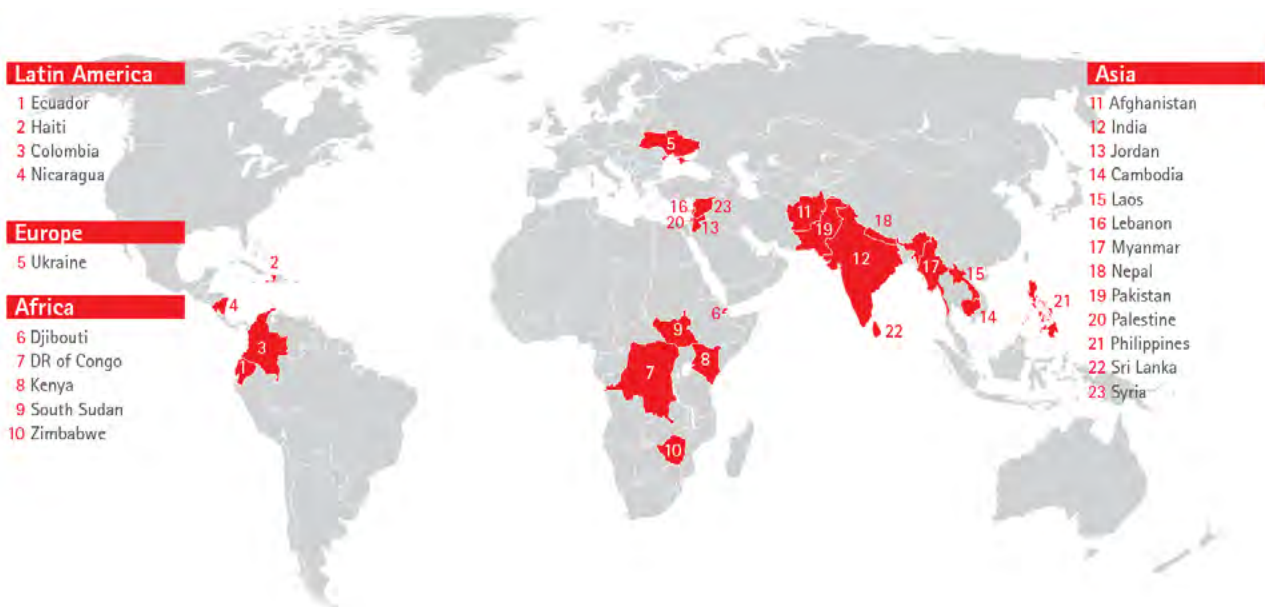 Latin America
1 Ecuador
2 Haiti
3 Colombia
4 Nicaragua
Europe
5 Ukraine
Africa
6 Djibouti
7 DR of Congo
8 Kenya
9 South Sudan
10 Zimbabwe
Asia
11 Afghanistan
12 India
13 Jordan
14 Cambodia
15 Laos
16 Lebanon
17 Myanmar
18 Nepal
19 Pakistan
20 Palestine
21 Philippines
22 Sri Lanka
23 Syria
5
16 23
20 13
11
18
19
12
17
15
14
21
22
2
4
3
1
6
9
8
7
10